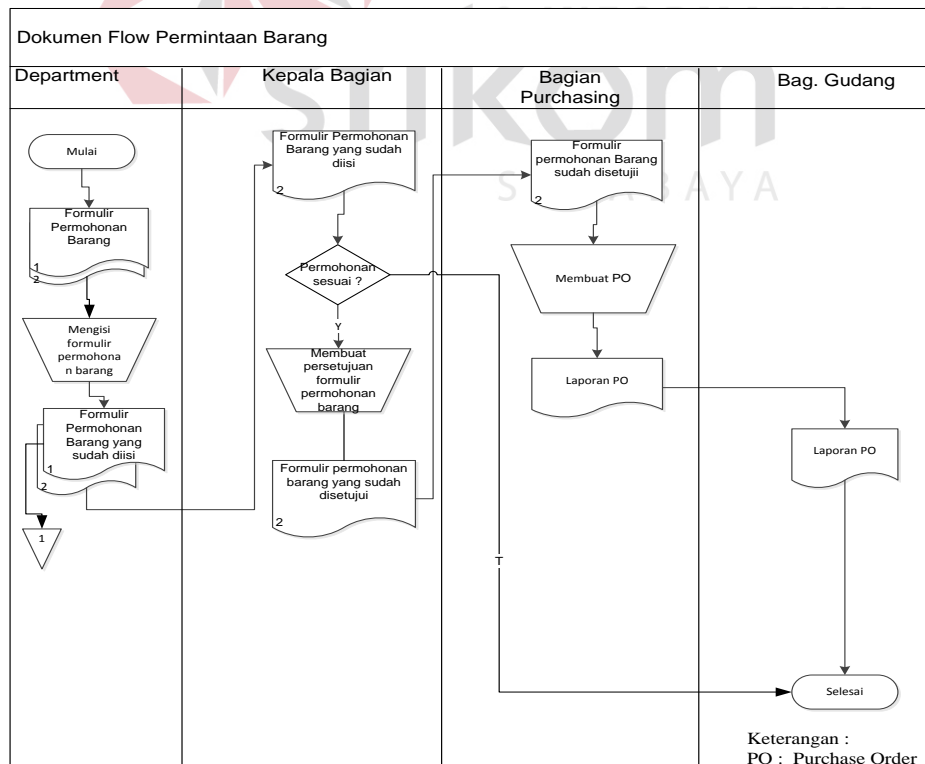 Dokumen Flow Permintaan Barang
Department
Kepala Bagian
Bagian
Purchasing
Bag. Gudang
Mulai
Formulir
Permohonan
Barang
1
2
Mengisi
formulir
permohona
n barang
Formulir
Permohonan
Barang yang
sudah diisi
1
2
1
Formulir Permohonan
Barang yang sudah
diisi
2
Permohonan
sesuai ?
Y
Membuat
persetujuan
formulir
permohonan
barang
Formulir permohonan
barang yang sudah
disetujui
2
T
Formulir
permohonan Barang
sudah disetujii
2
Membuat PO
Laporan PO
Laporan PO
Selesai
Keterangan :
PO : Purchase Order
stikom